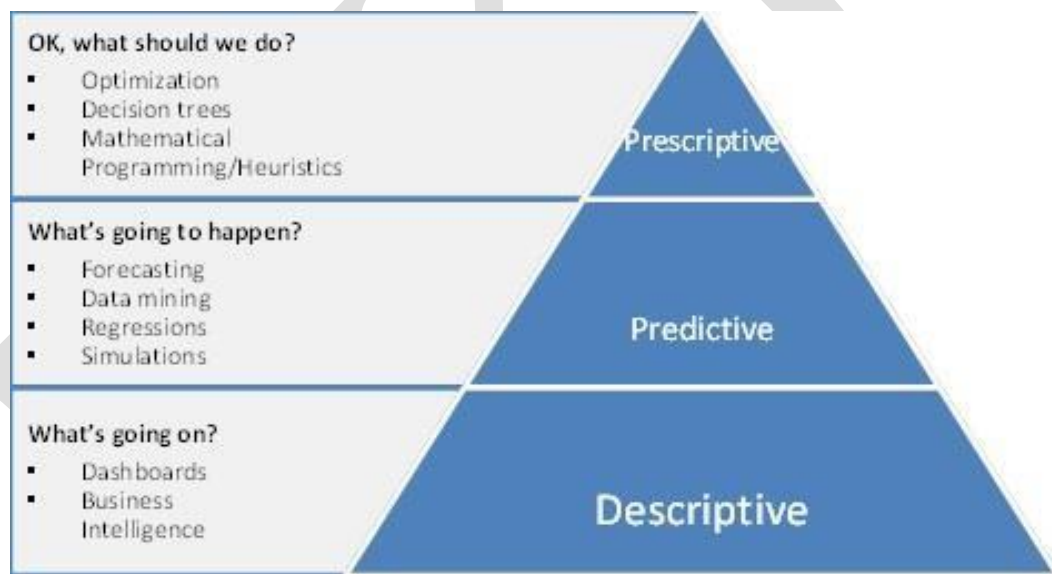 OK, what should we do?
▪ Optimization
▪ Decision trees
▪ Mathematical
Programming/Heuristics
Prescriptive
What's going to happen?
▪ Forecasting
▪ Data mining
▪ Regressions
▪ Simulations
Predictive
What's going on?
▪ Dashboards
▪ Business
Intelligence
Descriptive